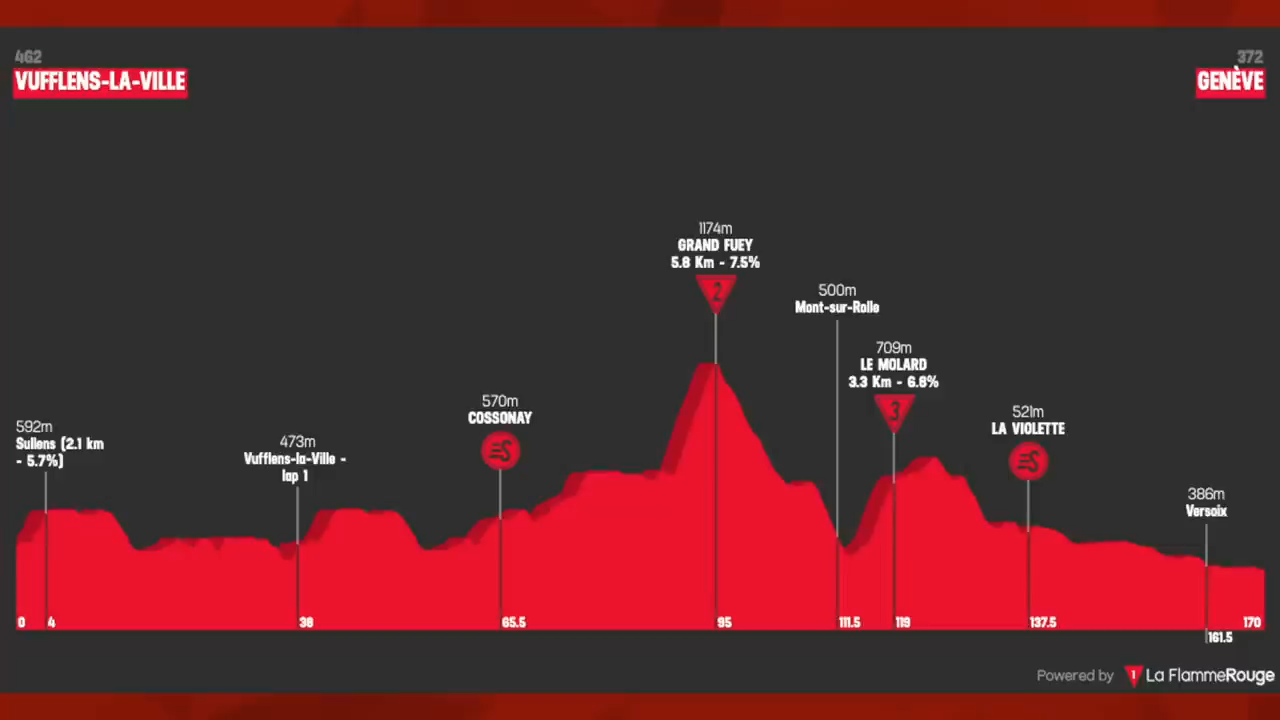 462
VUFFLENS-LA-VILLE
372
GENÈVE
1174m
GRAND FUEY
5.8 Km - 7.5%
2
500m
Mont-sur-Rolle
709m
LE MOLARD
3.3 Km - 6.8%
3
570m
COSSONAY
S
521m
LA VIOLETTE
S
592m
Sullens (2.1 km
- 5.7%)
473m
Vufflens-la-Ville -
lap 1
386m
Versoix
0
4
38
65.5
95
111.5
119
137.5
161.5
170
Powered by 1 La FlammeRouge